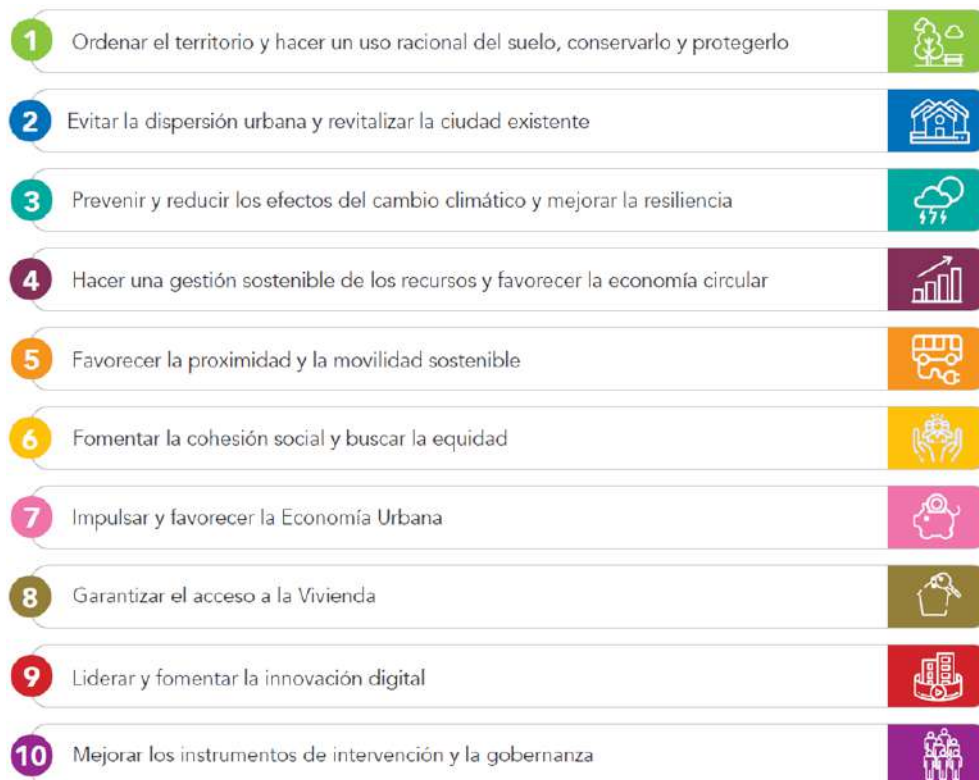 1 Ordenar el territorio y hacer un uso racional del suelo, conservarlo y protegerlo
2 Evitar la dispersión urbana y revitalizar la ciudad existente
3 Prevenir y reducir los efectos del cambio climático y mejorar la resiliencia
4 Hacer una gestión sostenible de los recursos y favorecer la economía circular
5 Favorecer la proximidad y la movilidad sostenible
6 Fomentar la cohesión social y buscar la equidad
7 Impulsar y favorecer la Economía Urbana
8 Garantizar el acceso a la Vivienda
9 Liderar y fomentar la innovación digital
10 Mejorar los instrumentos de intervención y la gobernanza